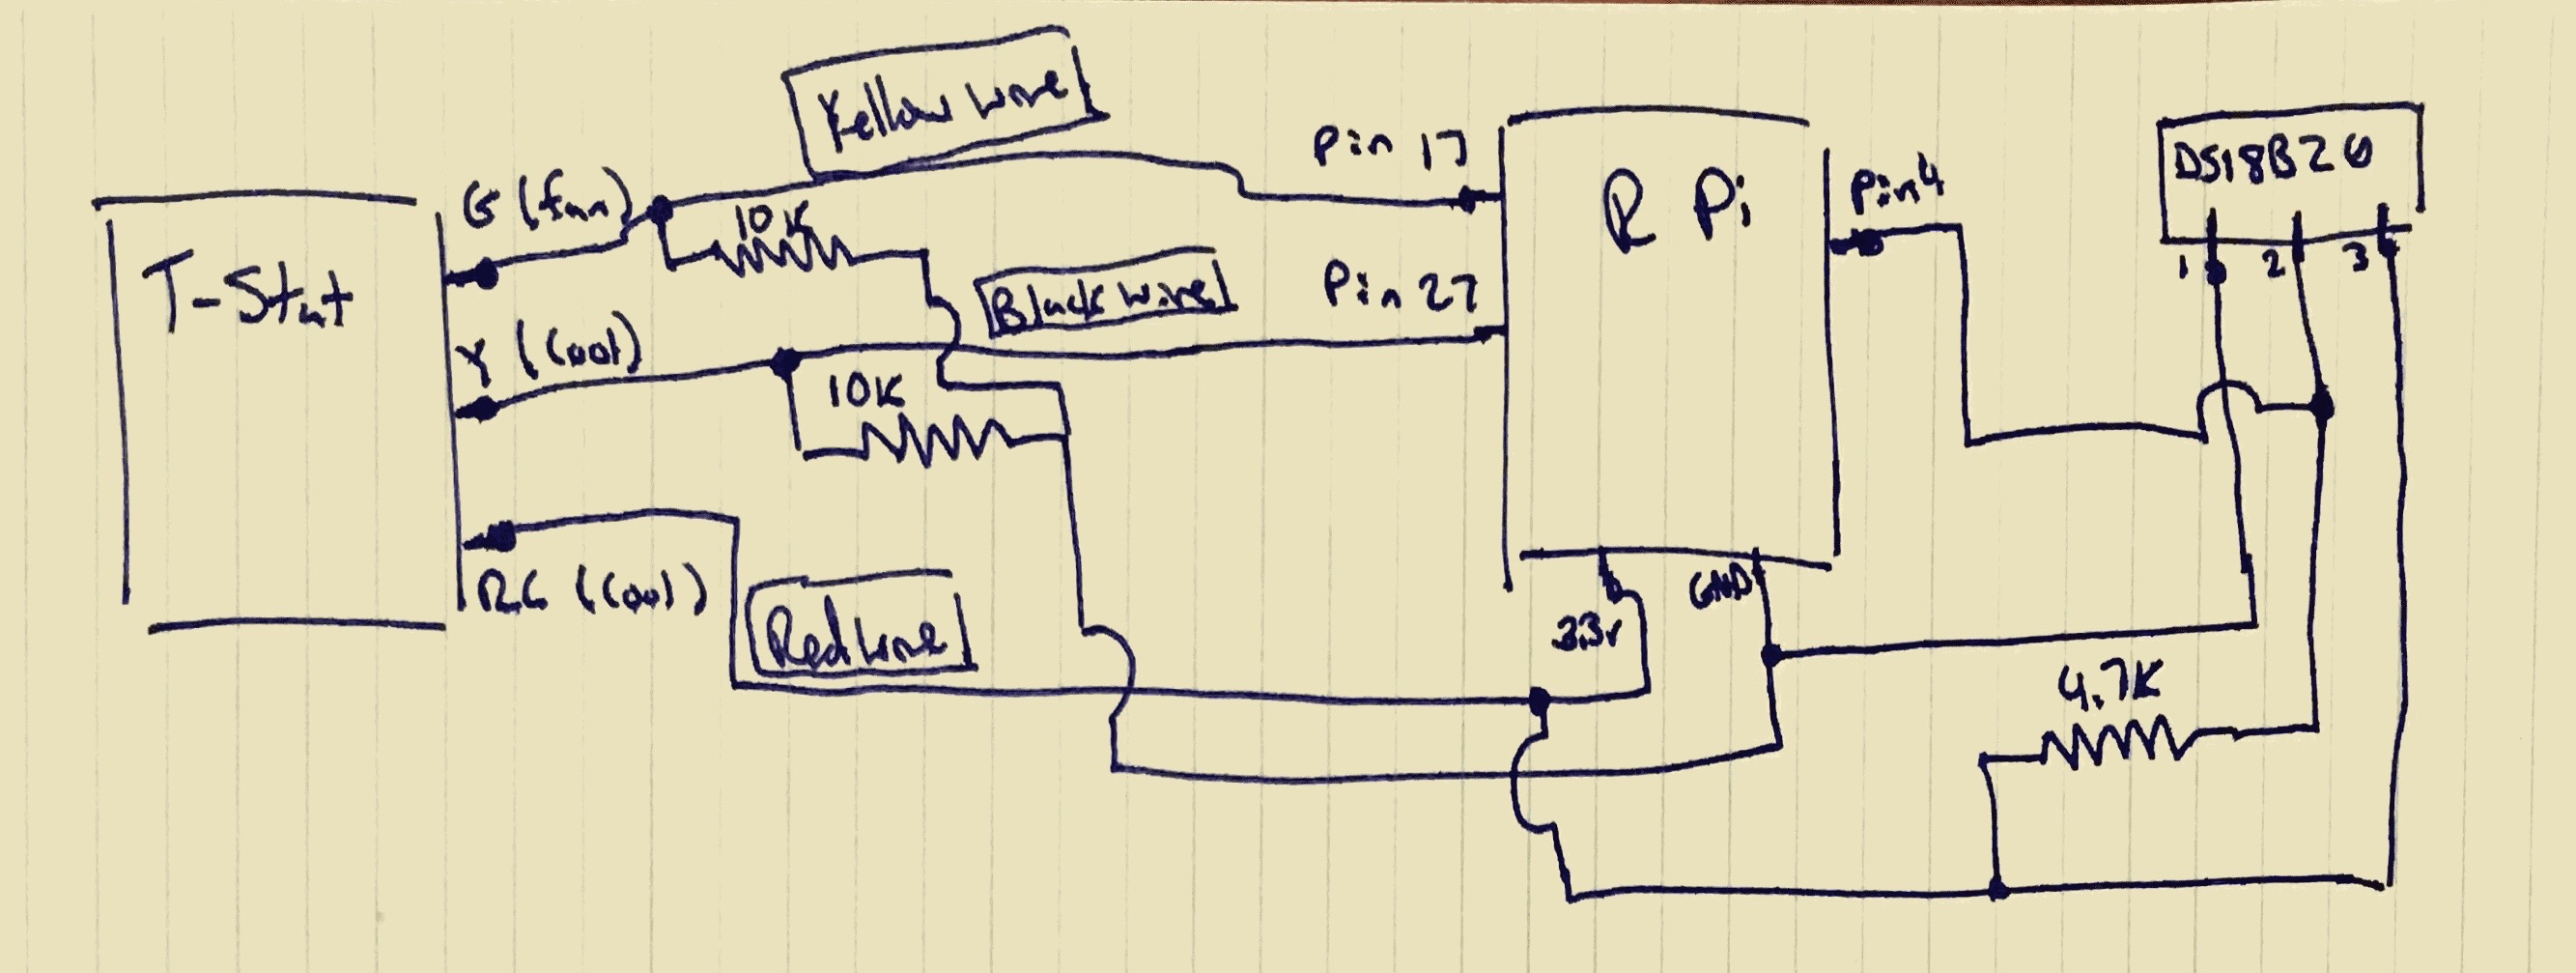 Yellow wire
Pin 17
G (fan)
10K
R Pi
Pin 4
DS18B20
1 2 3
T-Stat
Black wire
Pin 27
Y (Cool)
10K
RC (Cool)
Red wire
3.3v
GND
4.7K